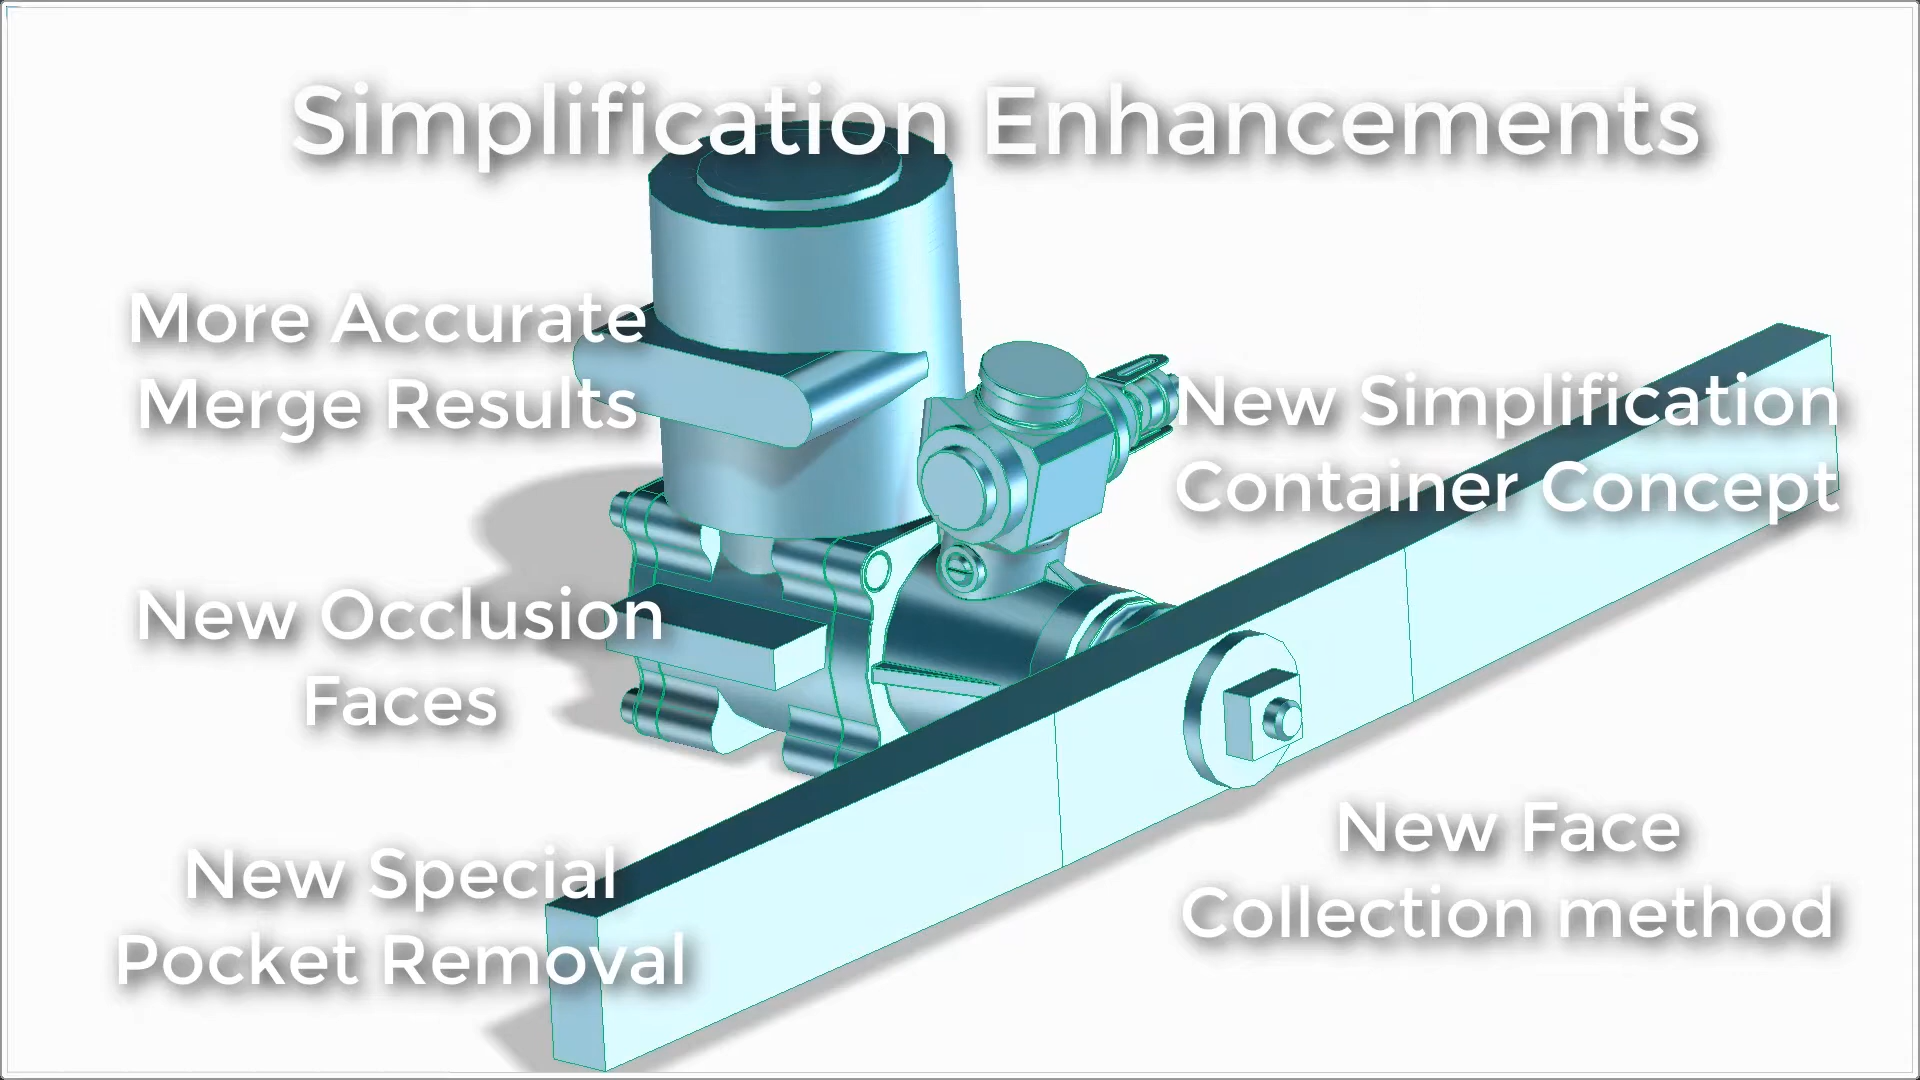 Simplification Enhancements
More Accurate
Merge Results
New Simplification
Container Concept
New Occlusion
Faces
New Special
Pocket Removal
New Face
Collection method